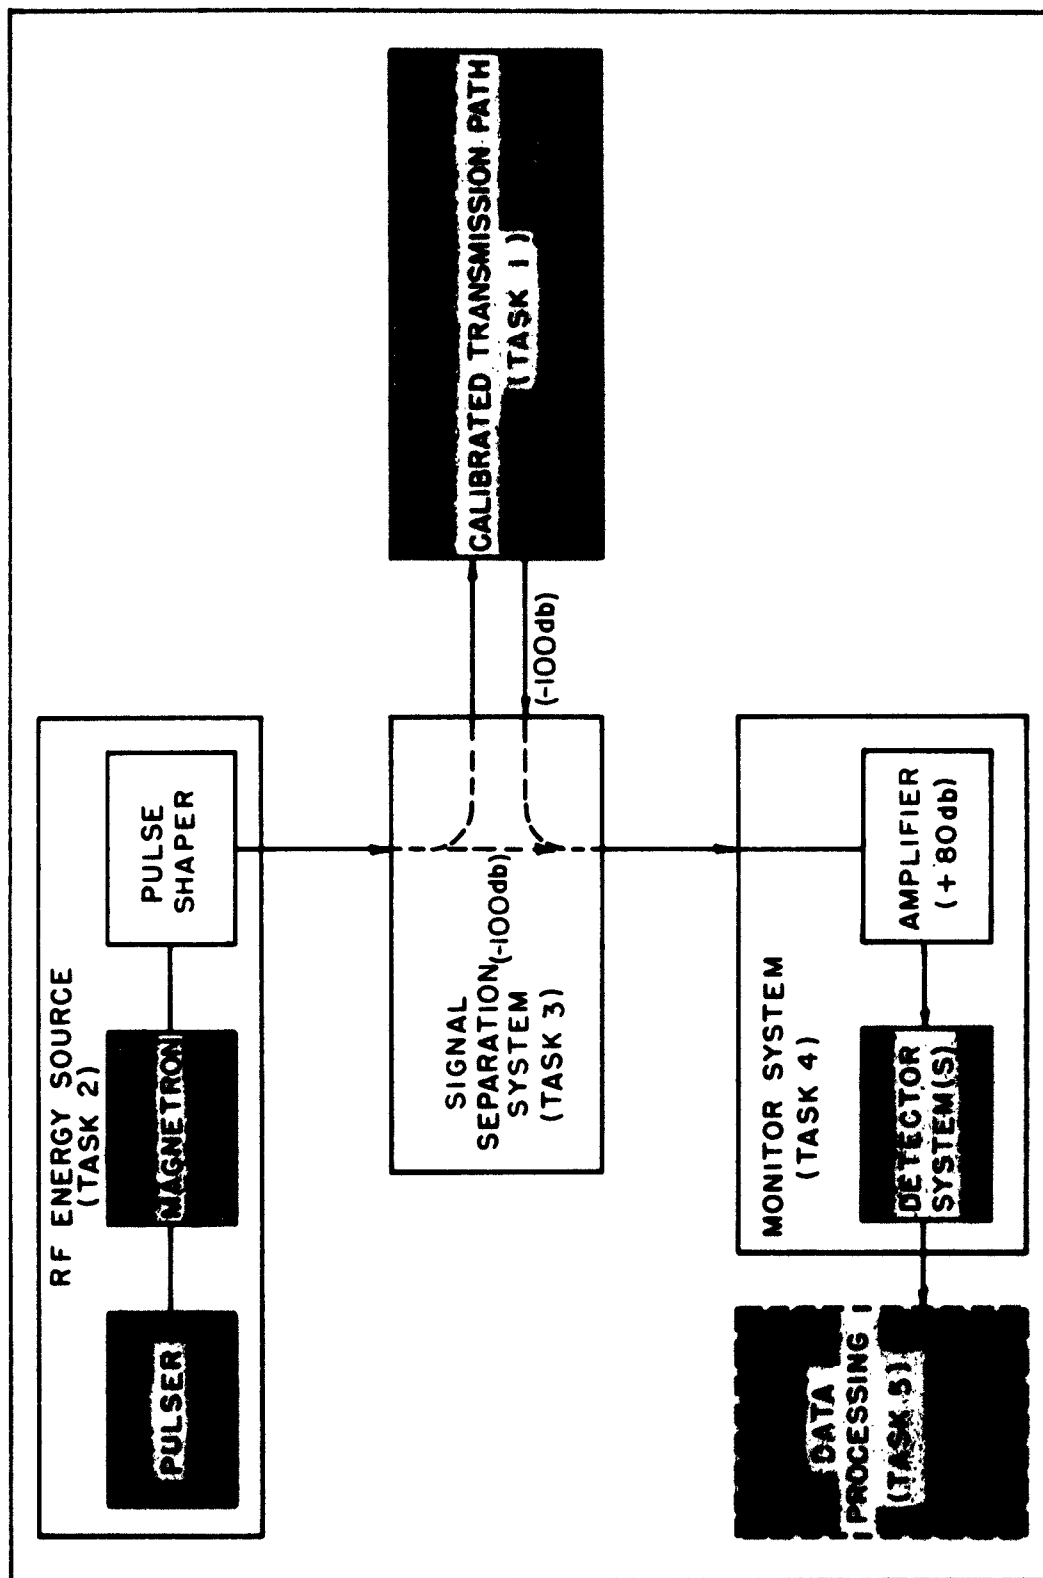 RF ENERGY SOURCE
(TASK 2)
PULSER
MAGNETRON
PULSE
SHAPER
SIGNAL
SEPARATION
SYSTEM
(TASK 3)
(-100db)
(-100db)
CALIBRATED TRANSMISSION PATH
(TASK 1)
MONITOR SYSTEM
(TASK 4)
DETECTOR
SYSTEM(S)
AMPLIFIER
(+80db)
DATA
PROCESSING
(TASK 5)